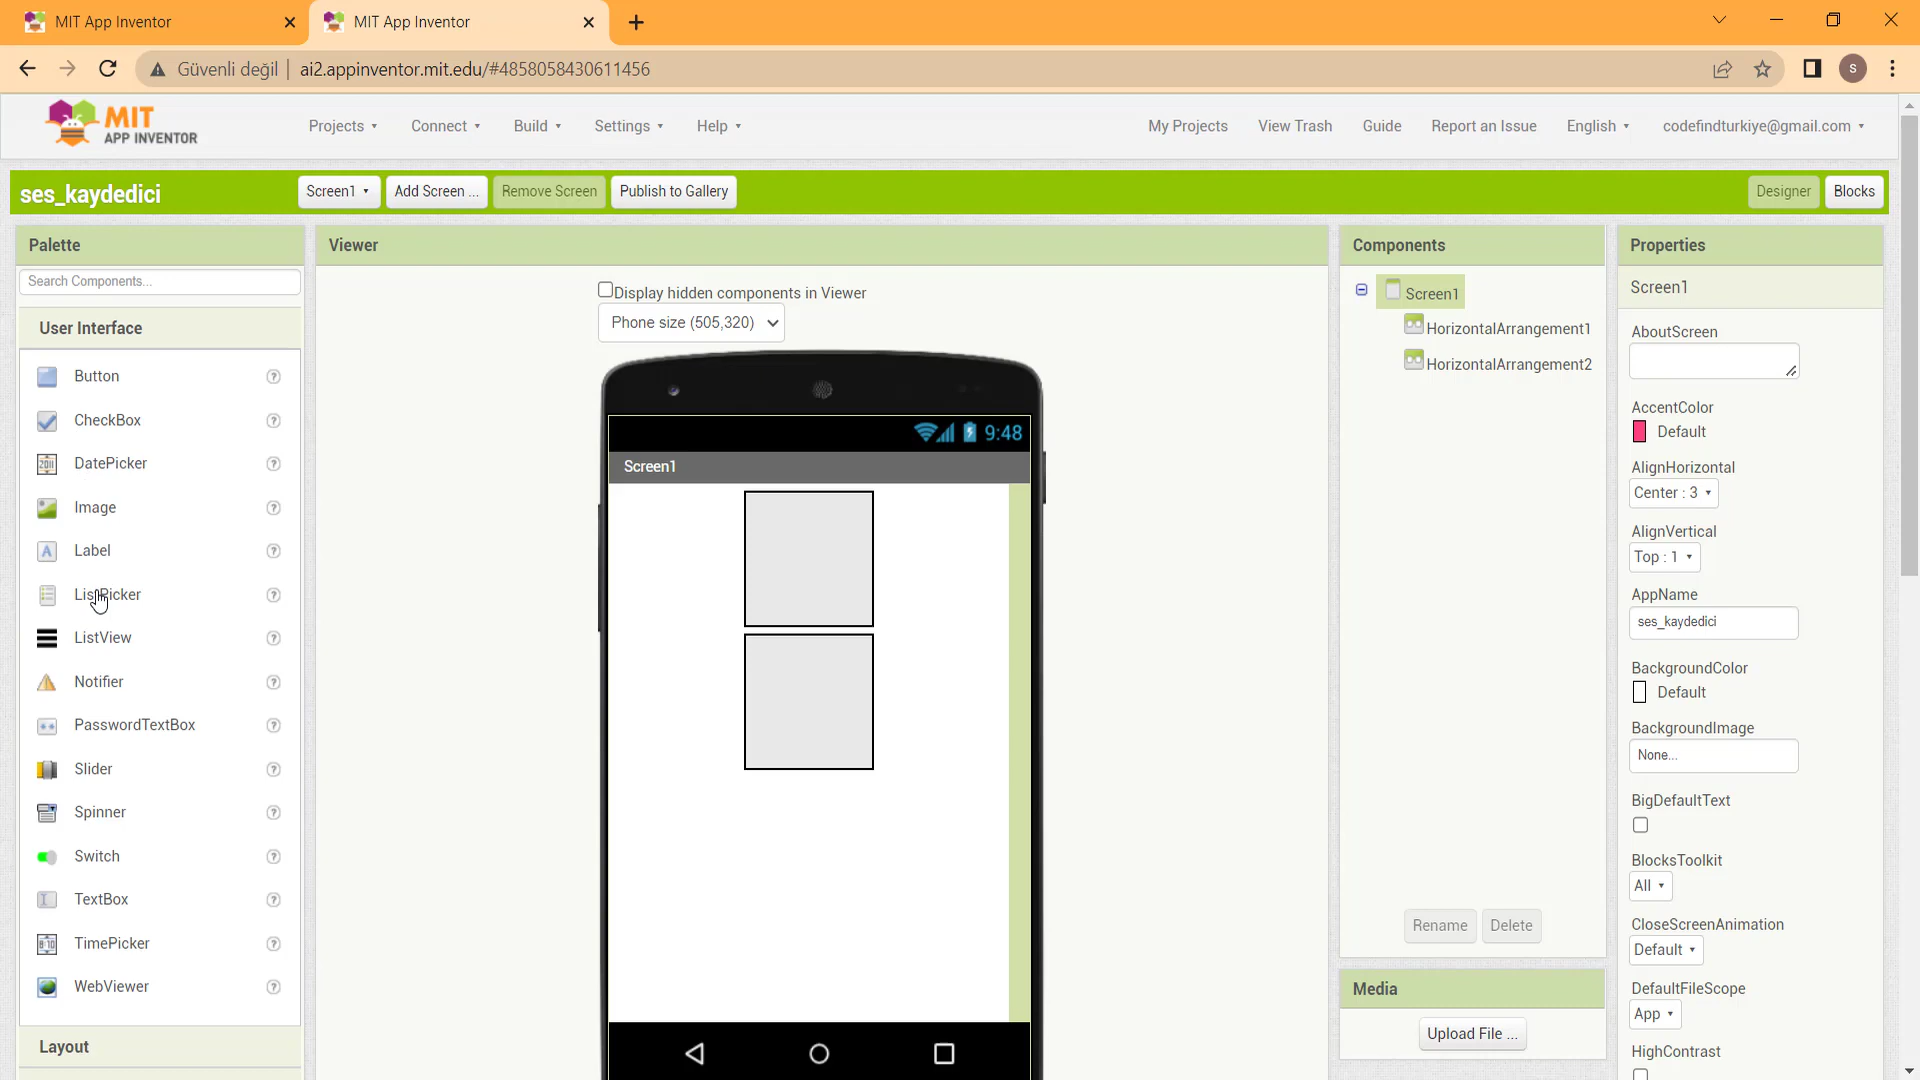 MIT App Inventor
MIT App Inventor
Güvenli değil
ai2.appinventor.mit.edu/#4858058430611456
S
MIT
APP INVENTOR
Projects
Connect
Build
Settings
Help
My Projects
View Trash
Guide
Report an Issue
English
codefindturkiye@gmail.com
ses_kaydedici
Screen1
Add Screen ...
Remove Screen
Publish to Gallery
Designer
Blocks
Palette
Search Components...
User Interface
Button
CheckBox
DatePicker
Image
Label
ListPicker
ListView
Notifier
PasswordTextBox
Slider
Spinner
Switch
TextBox
TimePicker
WebViewer
Layout
Viewer
Display hidden components in Viewer
Phone size (505,320)
9:48
Screen1
Components
Screen1
HorizontalArrangement1
HorizontalArrangement2
Rename
Delete
Media
Upload File ...
Properties
Screen1
AboutScreen
AccentColor
Default
AlignHorizontal
Center : 3
AlignVertical
Top : 1
AppName
ses_kaydedici
BackgroundColor
Default
BackgroundImage
None...
BigDefaultText
BlocksToolkit
All
CloseScreenAnimation
Default
DefaultFileScope
App
HighContrast